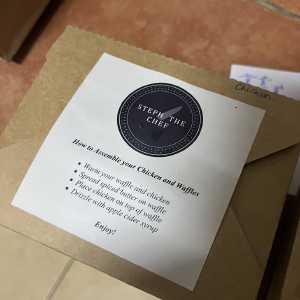 Chicken
STEPH THE
CHEF
How to Assemble your Chicken and Waffles
• Warm your waffle and chicken
• Spread spiced butter on waffle
• Place chicken on top of waffle
• Drizzle with apple cider syrup
Enjoy!